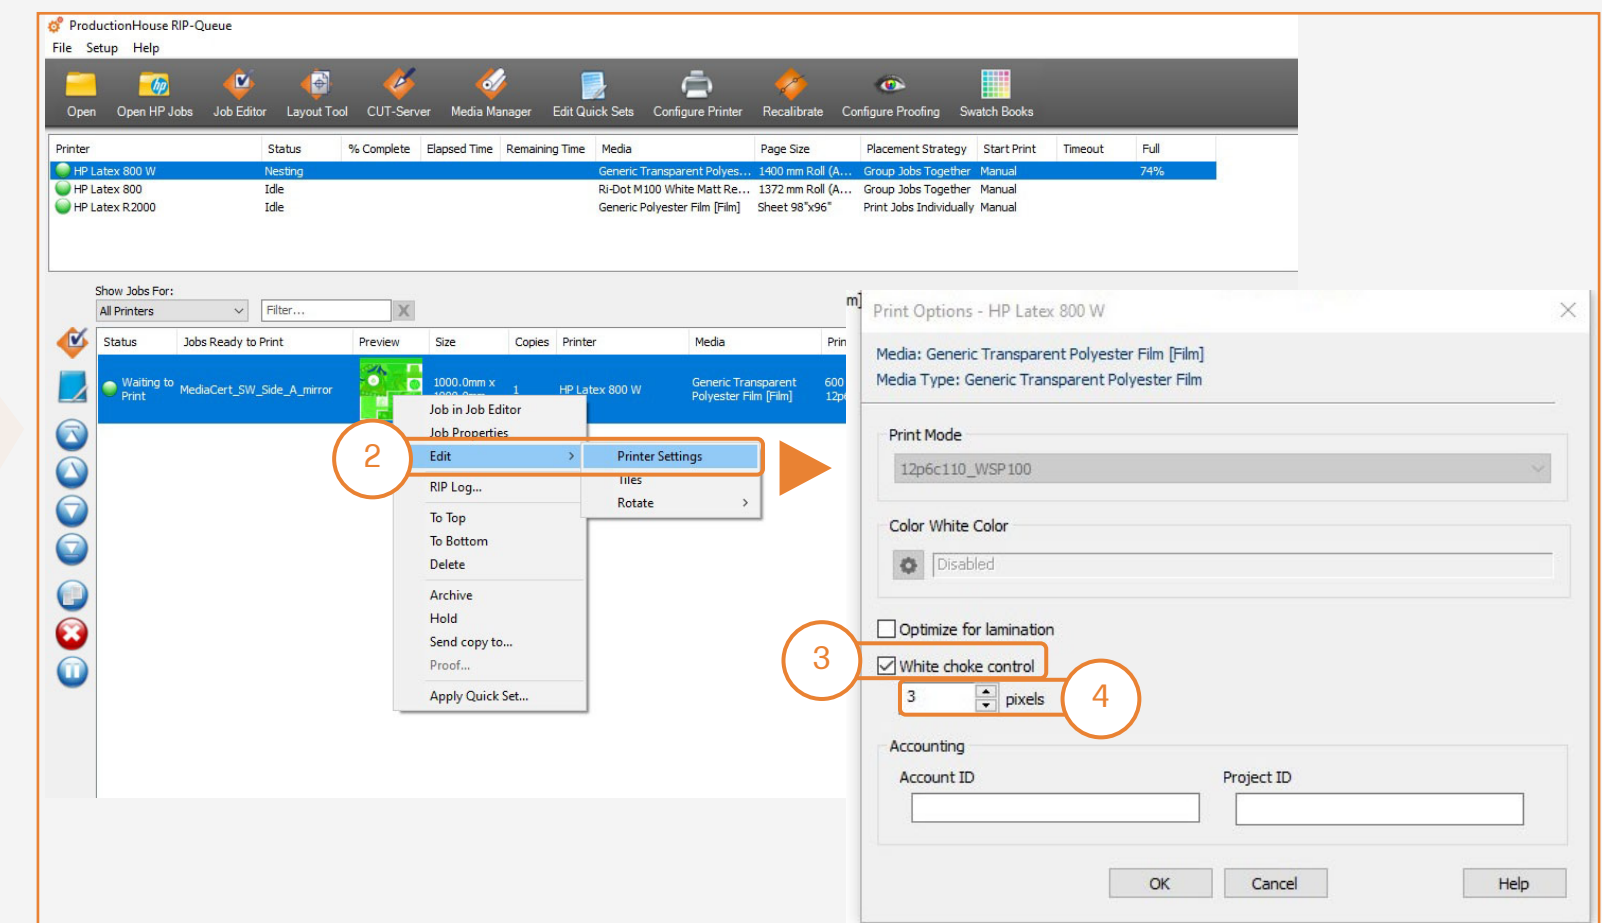 ProductionHouse RIP-Queue
File Setup Help
Open Open HP Jobs Job Editor Layout Tool CUT-Server Media Manager Edit Quick Sets Configure Printer Recalibrate Configure Proofing Swatch Books
Printer Status % Complete Elapsed Time Remaining Time Media Page Size Placement Strategy Start Print Timeout Full
HP Latex 800 W Nesting Generic Transparent Polyes... 1400 mm Roll (A... Group Jobs Together Manual 74%
HP Latex 800 Idle Ri-Dot M100 White Matt Re... 1372 mm Roll (A... Group Jobs Together Manual
HP Latex R2000 Idle Generic Polyester Film [Film] Sheet 98"x96" Print Jobs Individually Manual
Show Jobs For:
All Printers Filter... X
Status Jobs Ready to Print Preview Size Copies Printer Media Prin
Waiting to Print MediaCert_SW_Side_A_mirror 1000.0mm x 1000.0mm 1 HP Latex 800 W Generic Transparent Polyester Film [Film] 600 12p6
Job in Job Editor
Job Properties
2
Edit > Printer Settings
Tiles
RIP Log...
Rotate >
To Top
To Bottom
Delete
Archive
Hold
Send copy to...
Proof...
Apply Quick Set...
m]
Print Options - HP Latex 800 W
Media: Generic Transparent Polyester Film [Film]
Media Type: Generic Transparent Polyester Film
Print Mode
12p6c110_WSP100
Color White Color
Disabled
Optimize for lamination
3
White choke control
3 pixels
4
Accounting
Account ID Project ID
OK Cancel Help